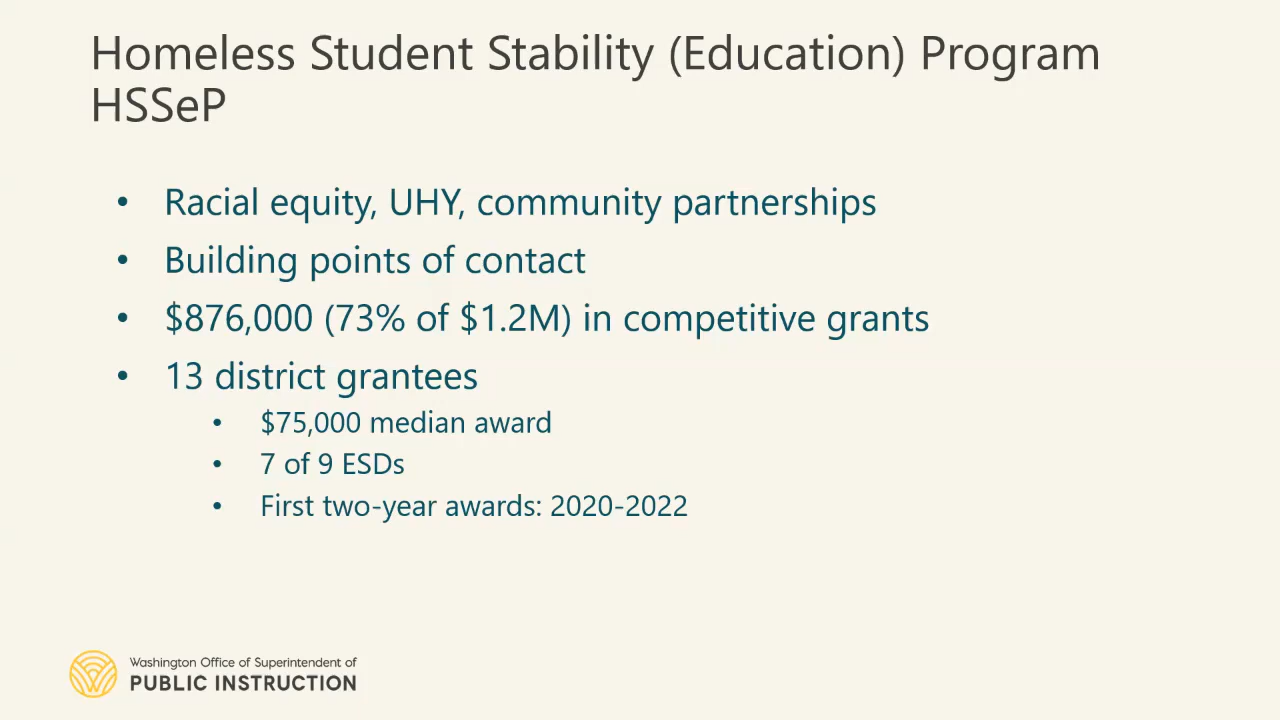 Homeless Student Stability (Education) Program
HSSeP
• Racial equity, UHY, community partnerships
• Building points of contact
• $876,000 (73% of $1.2M) in competitive grants
• 13 district grantees
• $75,000 median award
• 7 of 9 ESDs
• First two-year awards: 2020-2022
Washington Office of Superintendent of
PUBLIC INSTRUCTION